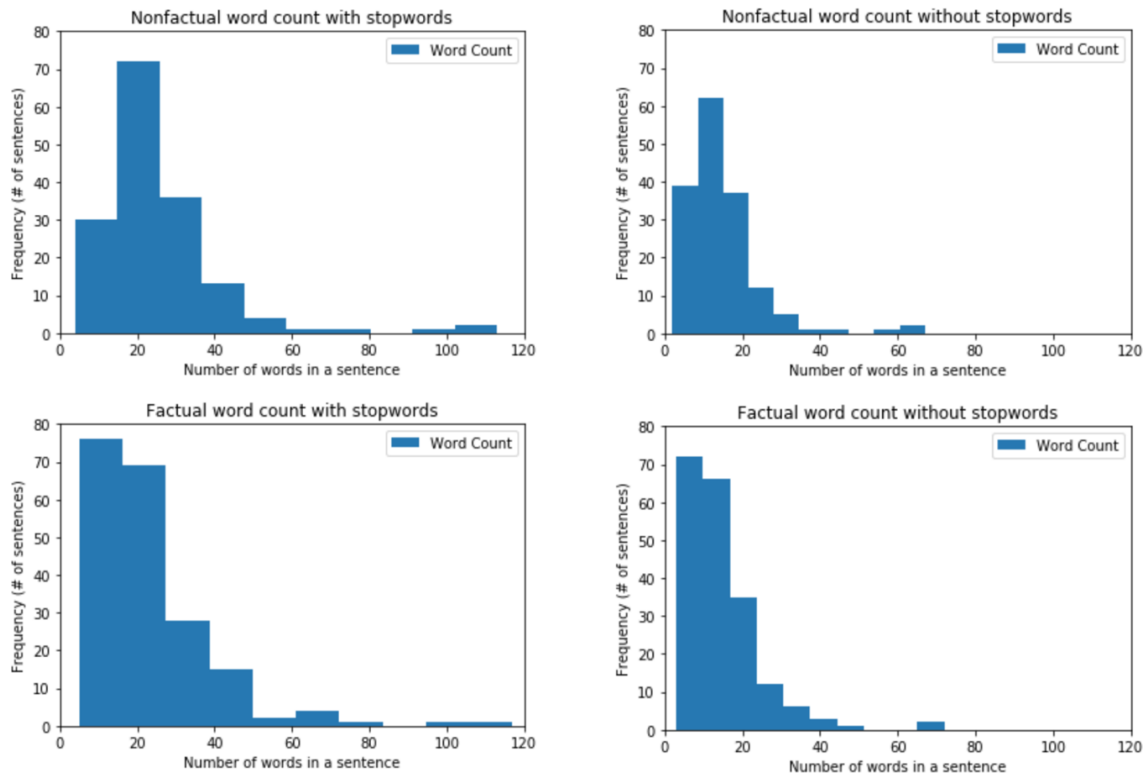 Nonfactual word count with stopwords
80
70
60
50
40
30
20
10
0
Frequency (# of sentences)
Word Count
0 20 40 60 80 100 120
Number of words in a sentence
Nonfactual word count without stopwords
80
70
60
50
40
30
20
10
0
Frequency (# of sentences)
Word Count
0 20 40 60 80 100 120
Number of words in a sentence
Factual word count with stopwords
80
70
60
50
40
30
20
10
0
Frequency (# of sentences)
Word Count
0 20 40 60 80 100 120
Number of words in a sentence
Factual word count without stopwords
80
70
60
50
40
30
20
10
0
Frequency (# of sentences)
Word Count
0 20 40 60 80 100 120
Number of words in a sentence